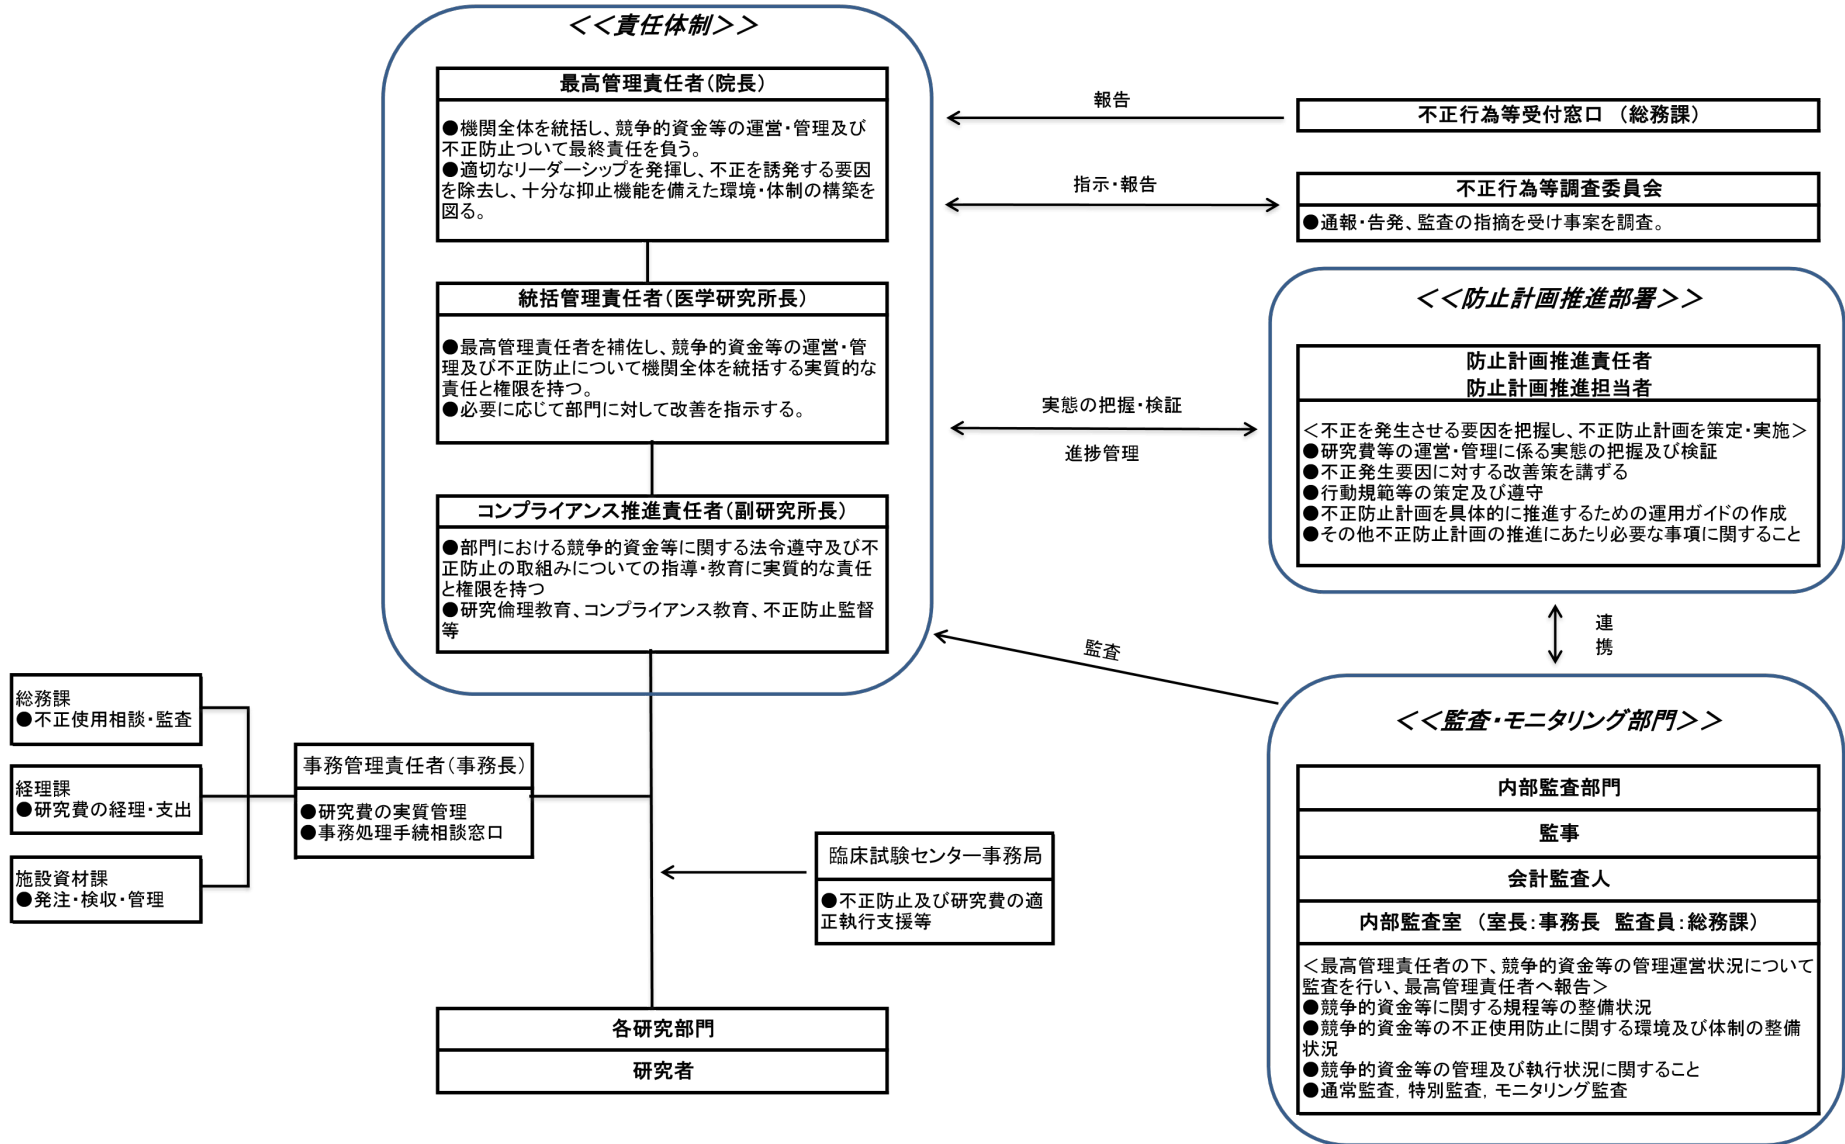 ＜＜責任体制＞＞
最高管理責任者（院長）
●機関全体を統括し、競争的資金等の運営・管理及び
不正防止ついて最終責任を負う。
●適切なリーダーシップを発揮し、不正を誘発する要因
を除去し、十分な抑止機能を備えた環境・体制の構築を
図る。
統括管理責任者（医学研究所長）
●最高管理責任者を補佐し、競争的資金等の運営・管
理及び不正防止について機関全体を統括する実質的な
責任と権限を持つ。
●必要に応じて部門に対して改善を指示する。
コンプライアンス推進責任者（副研究所長）
●部門における競争的資金等に関する法令遵守及び不
正防止の取組みについての指導・教育に実質的な責任
と権限を持つ
●研究倫理教育、コンプライアンス教育、不正防止監督
等
報告
不正行為等受付窓口　（総務課）
指示・報告
不正行為等調査委員会
●通報・告発、監査の指摘を受け事案を調査。
＜＜防止計画推進部署＞＞
防止計画推進責任者
防止計画推進担当者
＜不正を発生させる要因を把握し、不正防止計画を策定・実施＞
●研究費等の運営・管理に係る実態の把握及び検証
●不正発生要因に対する改善策を講ずる
●行動規範等の策定及び遵守
●不正防止計画を具体的に推進するための運用ガイドの作成
●その他不正防止計画の推進にあたり必要な事項に関すること
実態の把握・検証
進捗管理
連
携
監査
総務課
●不正使用相談・監査
経理課
●研究費の経理・支出
施設資材課
●発注・検収・管理
事務管理責任者（事務長）
●研究費の実質管理
●事務処理手続相談窓口
臨床試験センター事務局
●不正防止及び研究費の適
正執行支援等
各研究部門
研究者
＜＜監査・モニタリング部門＞＞
内部監査部門
監事
会計監査人
内部監査室　（室長：事務長　監査員：総務課）
＜最高管理責任者の下、競争的資金等の管理運営状況について
監査を行い、最高管理責任者へ報告＞
●競争的資金等に関する規程等の整備状況
●競争的資金等の不正使用防止に関する環境及び体制の整備
状況
●競争的資金等の管理及び執行状況に関すること
●通常監査，特別監査，モニタリング監査